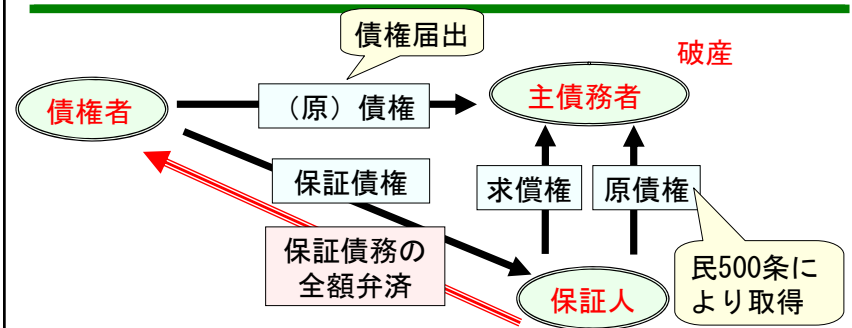 債権届出
破産
債権者
（原）債権
主債務者
保証債権
求償権
原債権
保証債務の
全額弁済
民500条に
より取得
保証人